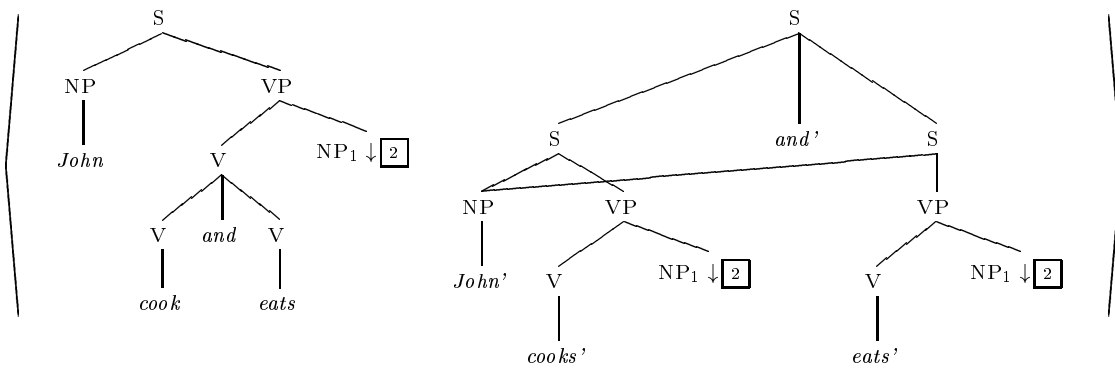 S S
NP VP S and' S
John V NP₁ ↓ 2
V and V NP VP VP
cook eats John' V NP₁ ↓ 2 V NP₁ ↓ 2
cooks' eats'